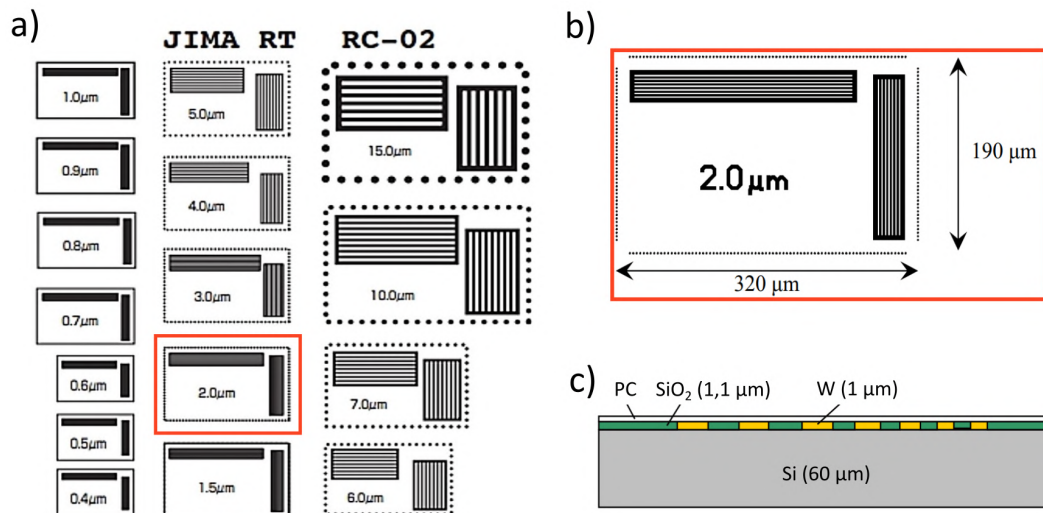 a)
JIMA RT RC-02
1.0µm
0.9µm
0.8µm
0.7µm
0.6µm
0.5µm
0.4µm
5.0µm
4.0µm
3.0µm
2.0µm
1.5µm
15.0µm
10.0µm
7.0µm
6.0µm
b)
2.0µm
190 µm
320 µm
c)
PC SiO₂ (1,1 µm) W (1 µm)
Si (60 µm)